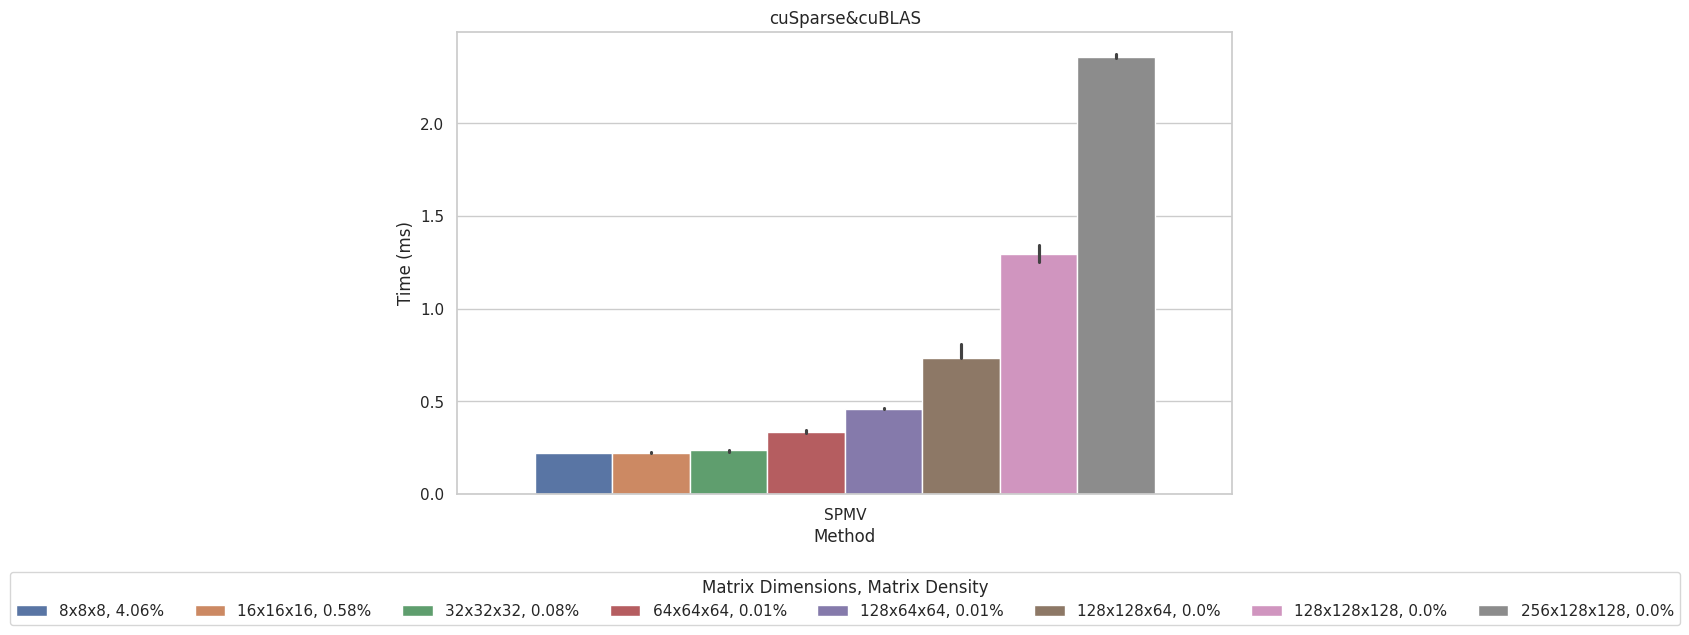 cuSparse&cuBLAS
Time (ms)
2.0
1.5
1.0
0.5
0.0
SPMV
Method
Matrix Dimensions, Matrix Density
8x8x8, 4.06% 16x16x16, 0.58% 32x32x32, 0.08% 64x64x64, 0.01% 128x64x64, 0.01% 128x128x64, 0.0% 128x128x128, 0.0% 256x128x128, 0.0%